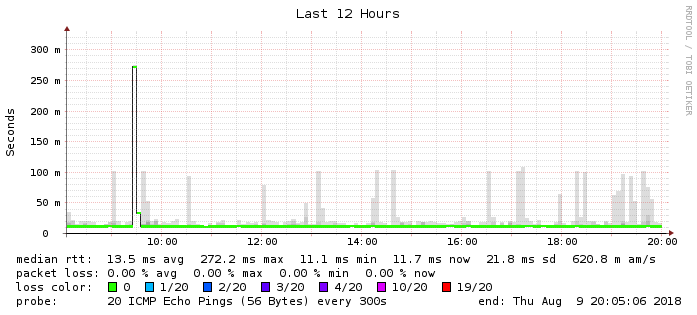 Last 12 Hours
RRDTOOL / TOBI OETIKER
Seconds
300 m
250 m
200 m
150 m
100 m
50 m
0
10:00 12:00 14:00 16:00 18:00 20:00
median rtt: 13.5 ms avg 272.2 ms max 11.1 ms min 11.7 ms now 21.8 ms sd 620.8 m am/s
packet loss: 0.00 % avg 0.00 % max 0.00 % min 0.00 % now
loss color: 0 1/20 2/20 3/20 4/20 10/20 19/20
probe: 20 ICMP Echo Pings (56 Bytes) every 300s end: Thu Aug 9 20:05:06 2018